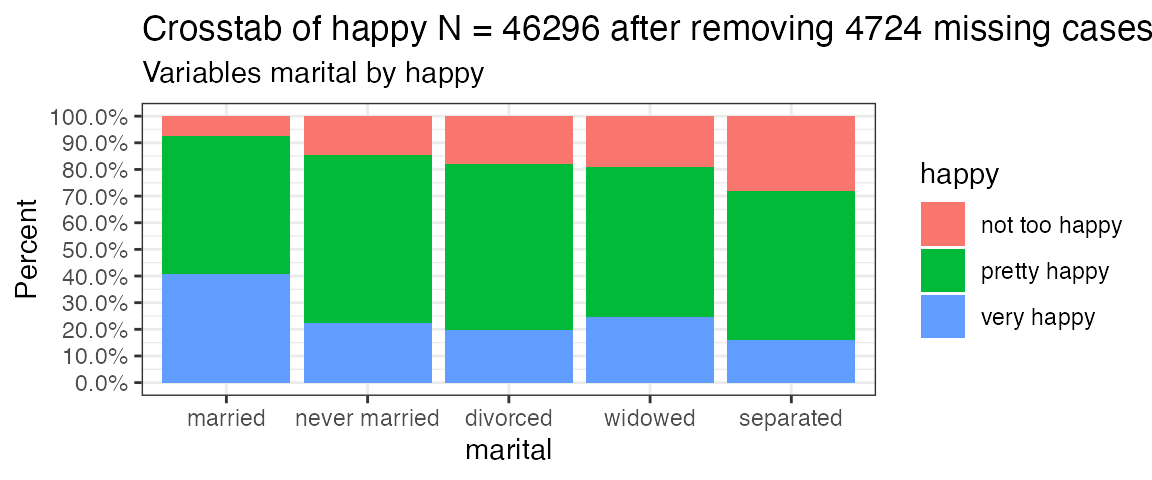 Crosstab of happy N = 46296 after removing 4724 missing cases
Variables marital by happy
Percent
100.0%
90.0%
80.0%
70.0%
60.0%
50.0%
40.0%
30.0%
20.0%
10.0%
0.0%
married never married divorced widowed separated
marital
happy
not too happy
pretty happy
very happy